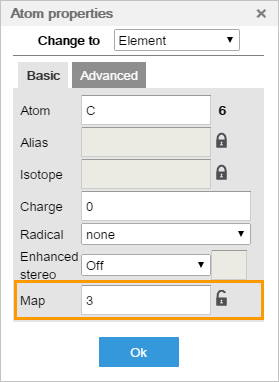 Atom properties ×
Change to Element
Basic Advanced
Atom C 6
Alias
Isotope
Charge 0
Radical none
Enhanced
stereo Off
Map 3
Ok